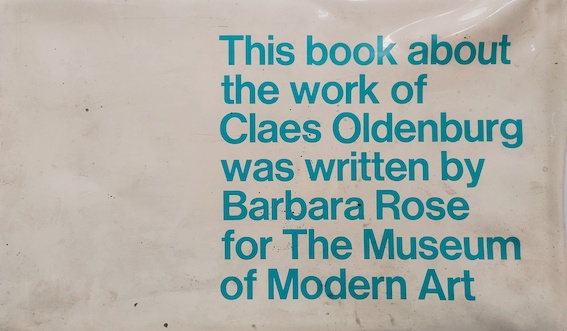 This book about
the work of
Claes Oldenburg
was written by
Barbara Rose
for The Museum
of Modern Art